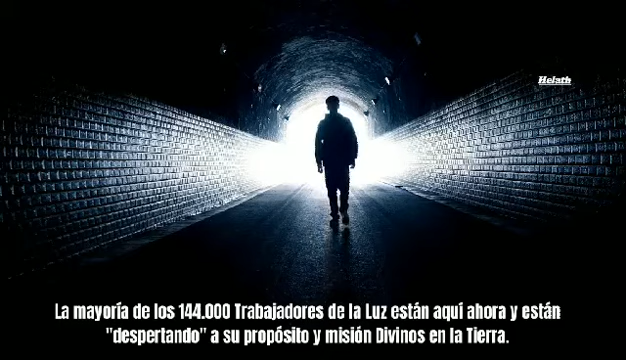 Helath
La mayoría de los 144.000 Trabajadores de la Luz están aquí ahora y están
"despertando" a su propósito y misión Divinos en la Tierra.